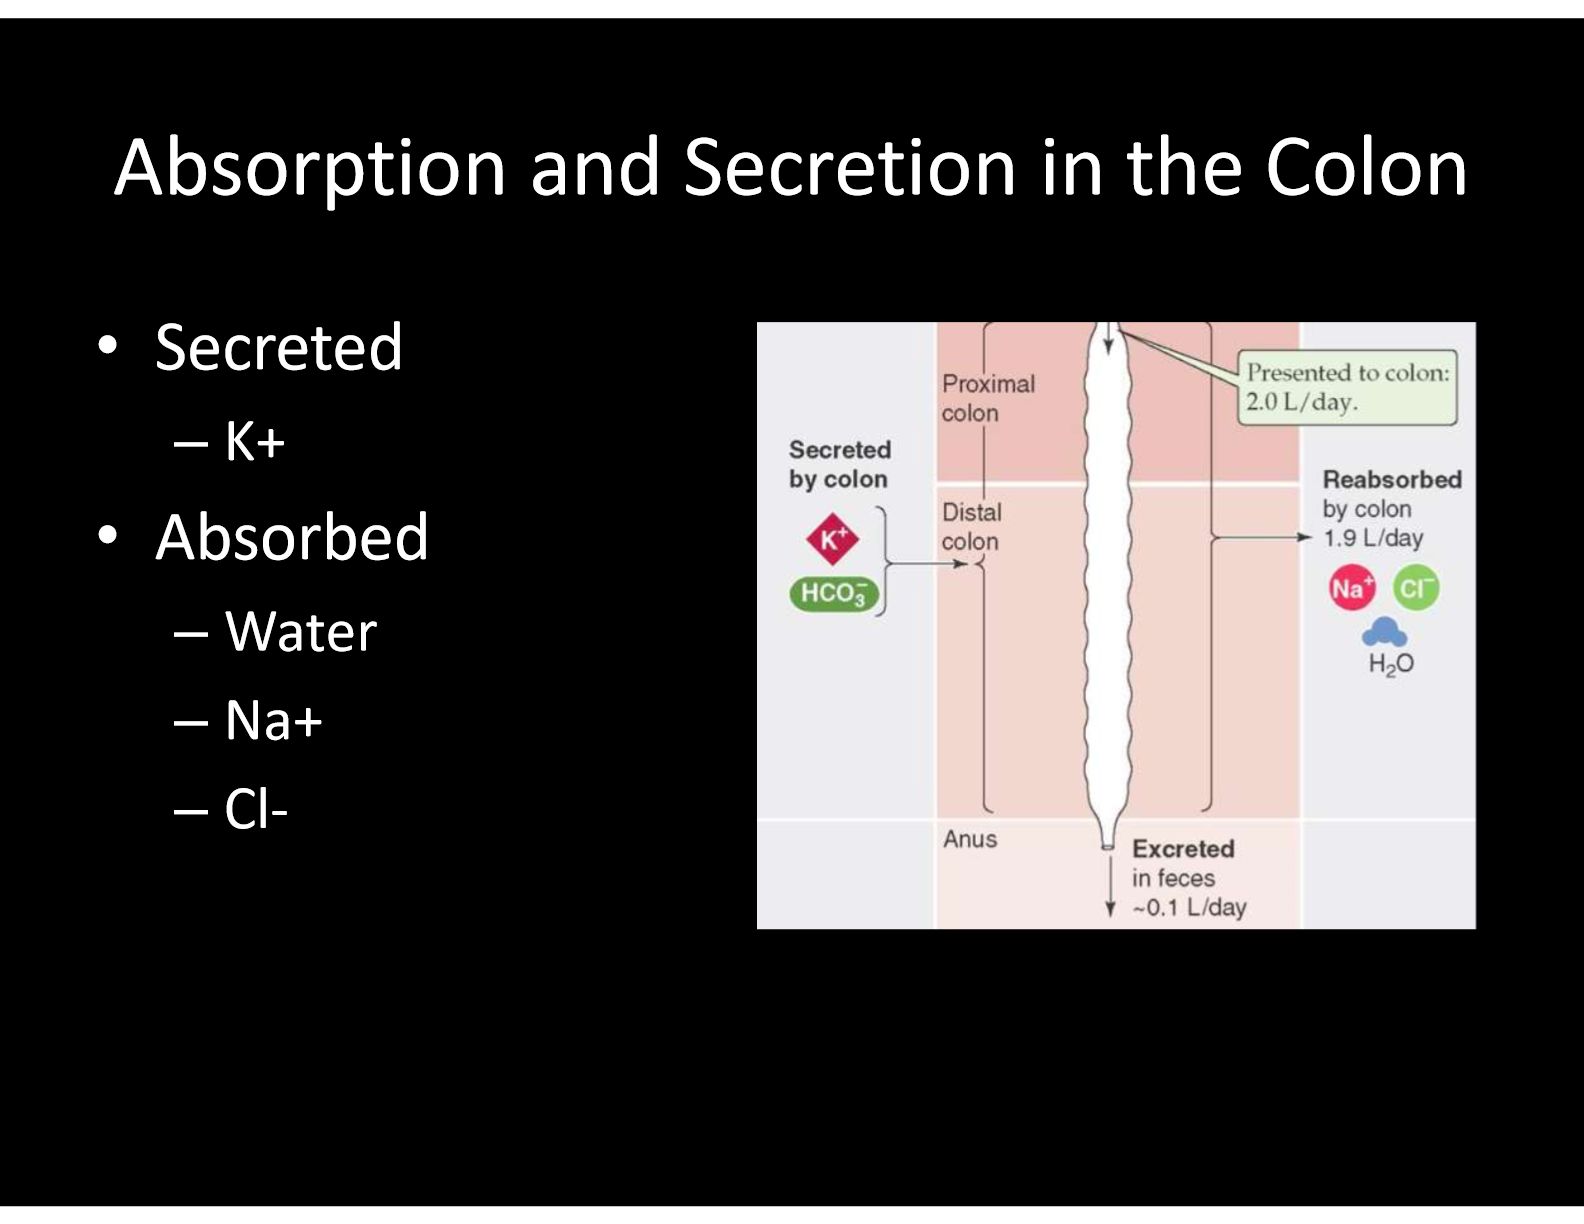 Absorption and Secretion in the Colon
• Secreted
– K+
• Absorbed
– Water
– Na+
– Cl-
Proximal
colon
Presented to colon:
2.0 L/day.
Secreted
by colon
K⁺
HCO₃⁻
Distal
colon
Reabsorbed
by colon
1.9 L/day
Na⁺ Cl⁻
H₂O
Anus
Excreted
in feces
~0.1 L/day